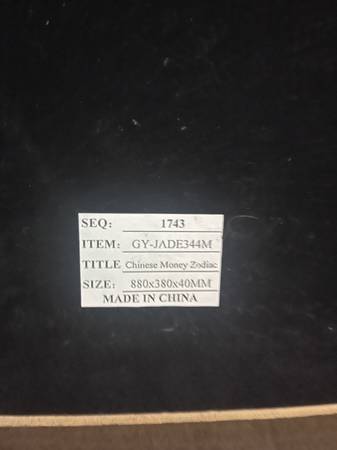 SEQ: 1743
ITEM: GY-JADE344M
TITLE Chinese Money Zodiac
SIZE: 880x380x40MM
MADE IN CHINA